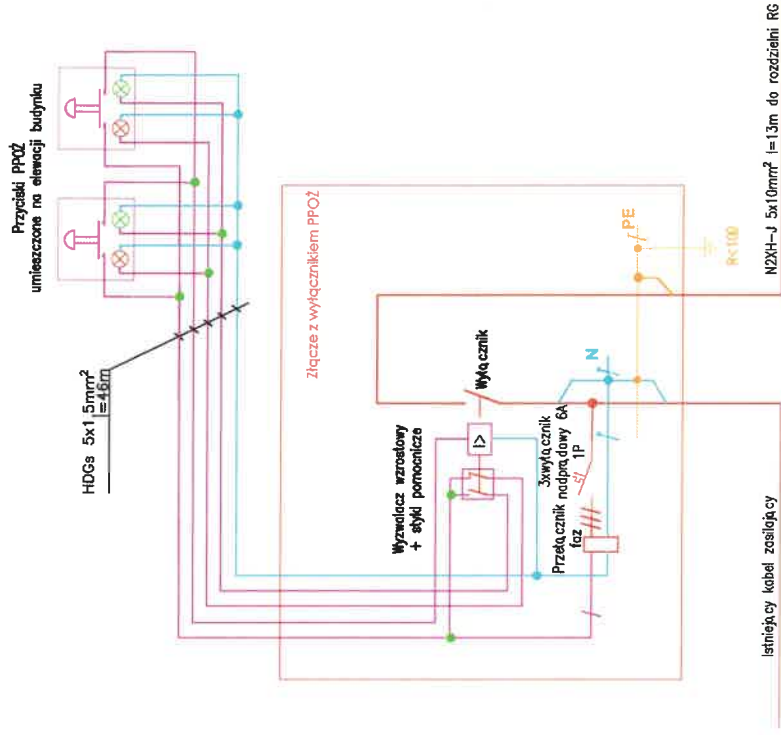 Przyciski PPOŻ
umieszczone na elewacji budynku
HDGs 5x1,5mm²
l=46m
Złącze z wyłącznikiem PPOŻ
Wyłącznik
Wyzwalacz wzrostowy
+ styki pomocnicze
I>
3xwyłącznik
nadprądowy 6A
1P
Przełącznik
faz
N
PE
R<10Ω
Istniejący kabel zasilający
N2XH-J 5x10mm² l=13m do rozdzielni RG